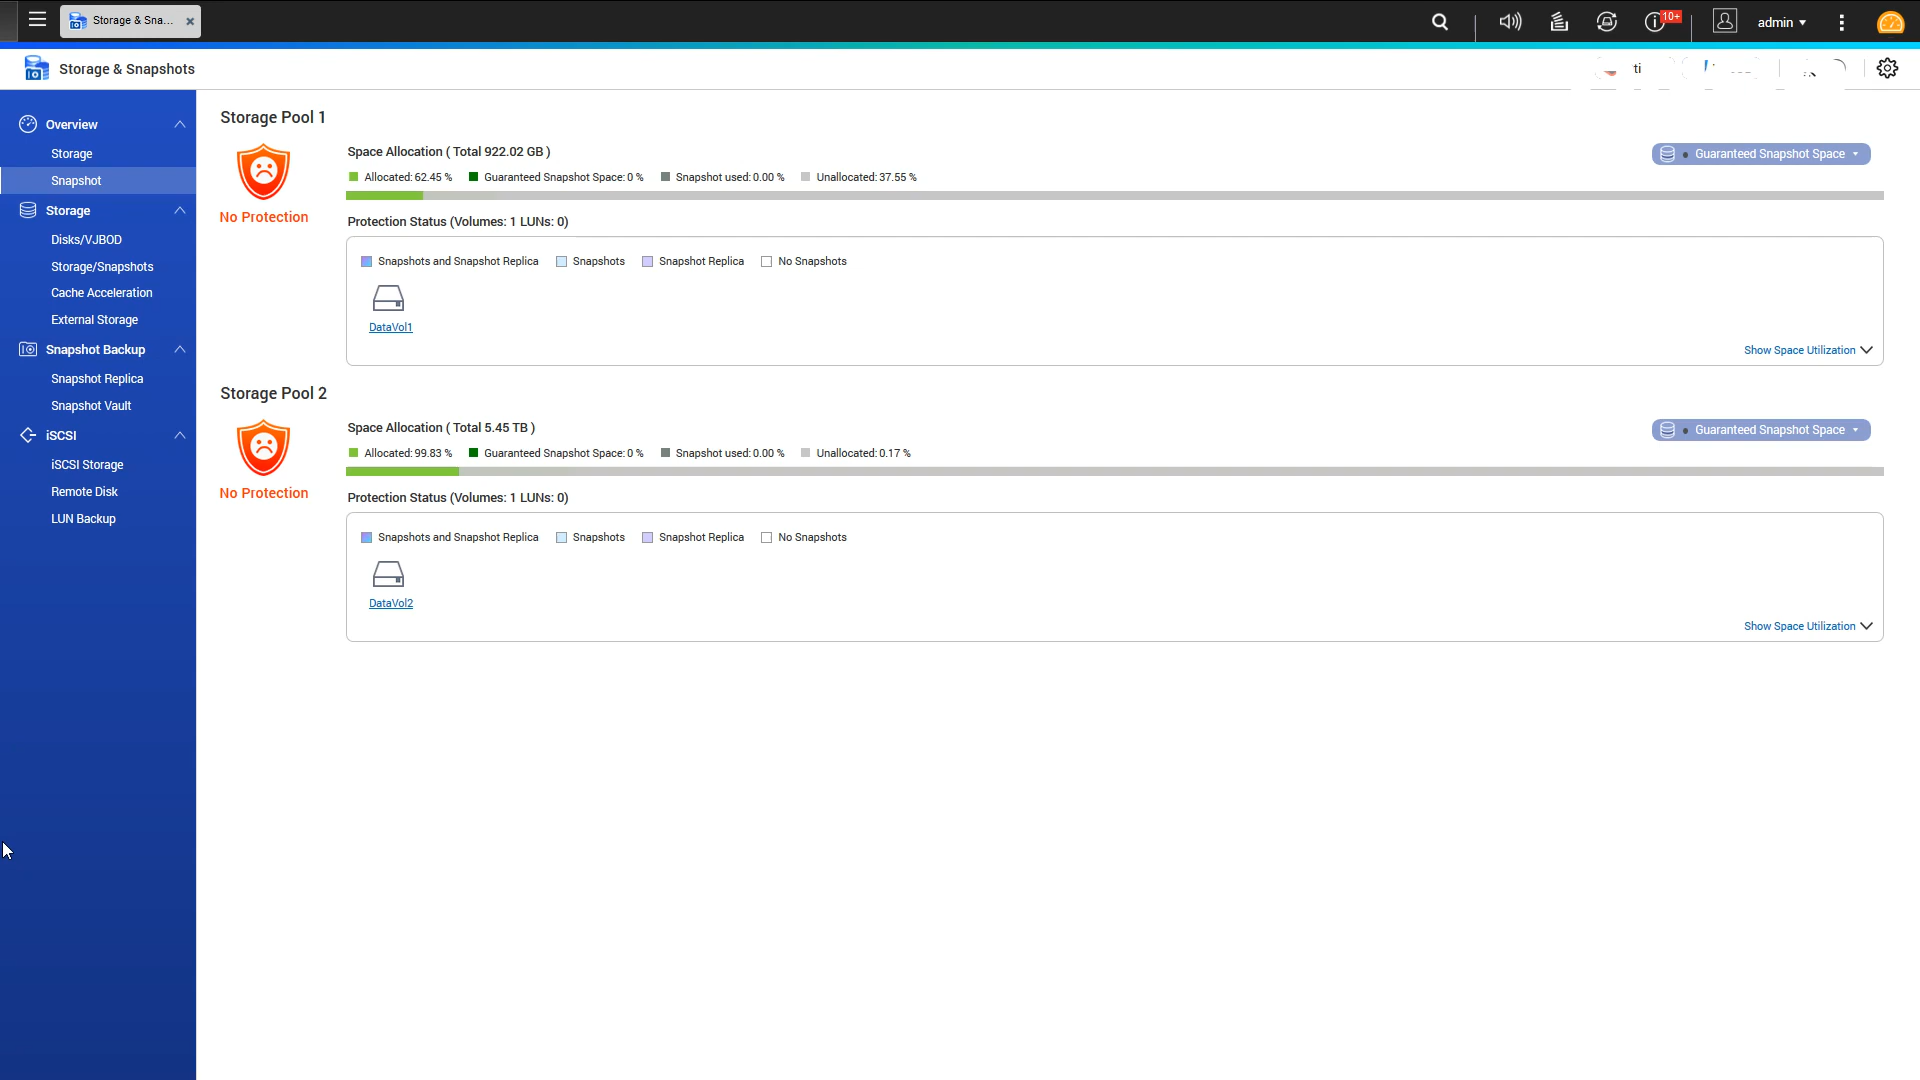 Storage & Sna...
10+
admin
Storage & Snapshots
ti
Overview
Storage
Snapshot
Storage
Disks/VJBOD
Storage/Snapshots
Cache Acceleration
External Storage
Snapshot Backup
Snapshot Replica
Snapshot Vault
iSCSI
iSCSI Storage
Remote Disk
LUN Backup
Storage Pool 1
No Protection
Space Allocation ( Total 922.02 GB )
Guaranteed Snapshot Space
Allocated: 62.45 % Guaranteed Snapshot Space: 0 % Snapshot used: 0.00 % Unallocated: 37.55 %
Protection Status (Volumes: 1 LUNs: 0)
Snapshots and Snapshot Replica Snapshots Snapshot Replica No Snapshots
DataVol1
Show Space Utilization
Storage Pool 2
No Protection
Space Allocation ( Total 5.45 TB )
Guaranteed Snapshot Space
Allocated: 99.83 % Guaranteed Snapshot Space: 0 % Snapshot used: 0.00 % Unallocated: 0.17 %
Protection Status (Volumes: 1 LUNs: 0)
Snapshots and Snapshot Replica Snapshots Snapshot Replica No Snapshots
DataVol2
Show Space Utilization